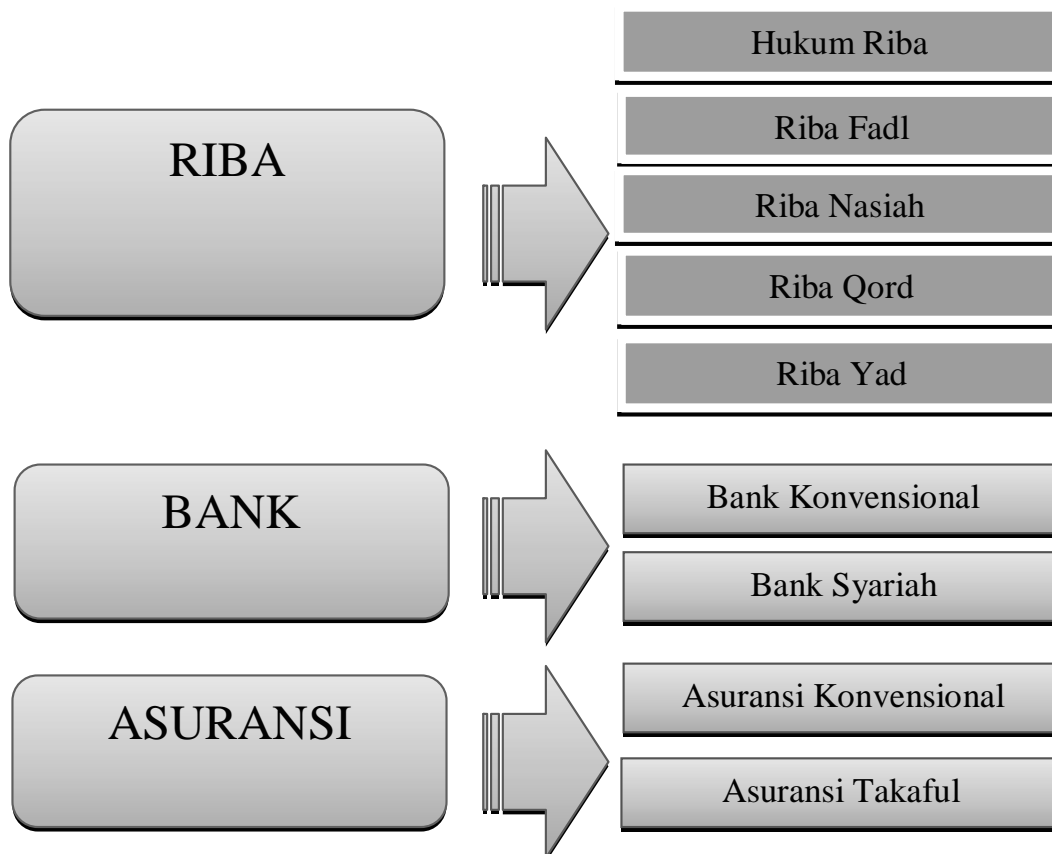 RIBA
Hukum Riba
Riba Fadl
Riba Nasiah
Riba Qord
Riba Yad
BANK
Bank Konvensional
Bank Syariah
ASURANSI
Asuransi Konvensional
Asuransi Takaful